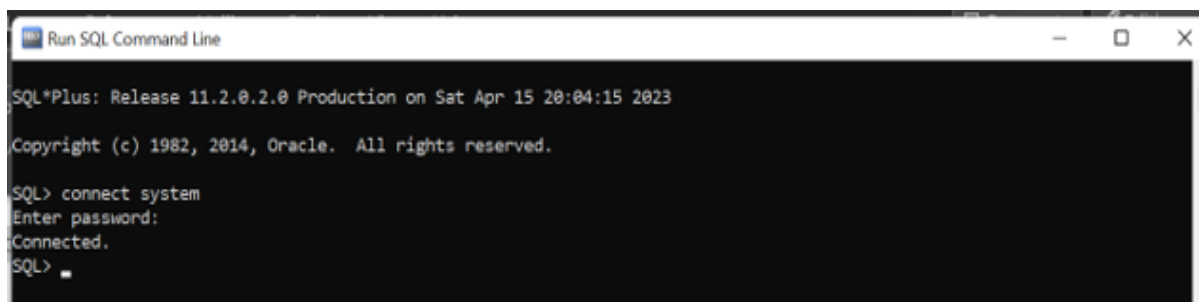 Run SQL Command Line
SQL*Plus: Release 11.2.0.2.0 Production on Sat Apr 15 20:04:15 2023
Copyright (c) 1982, 2014, Oracle.  All rights reserved.
SQL> connect system
Enter password:
Connected.
SQL>